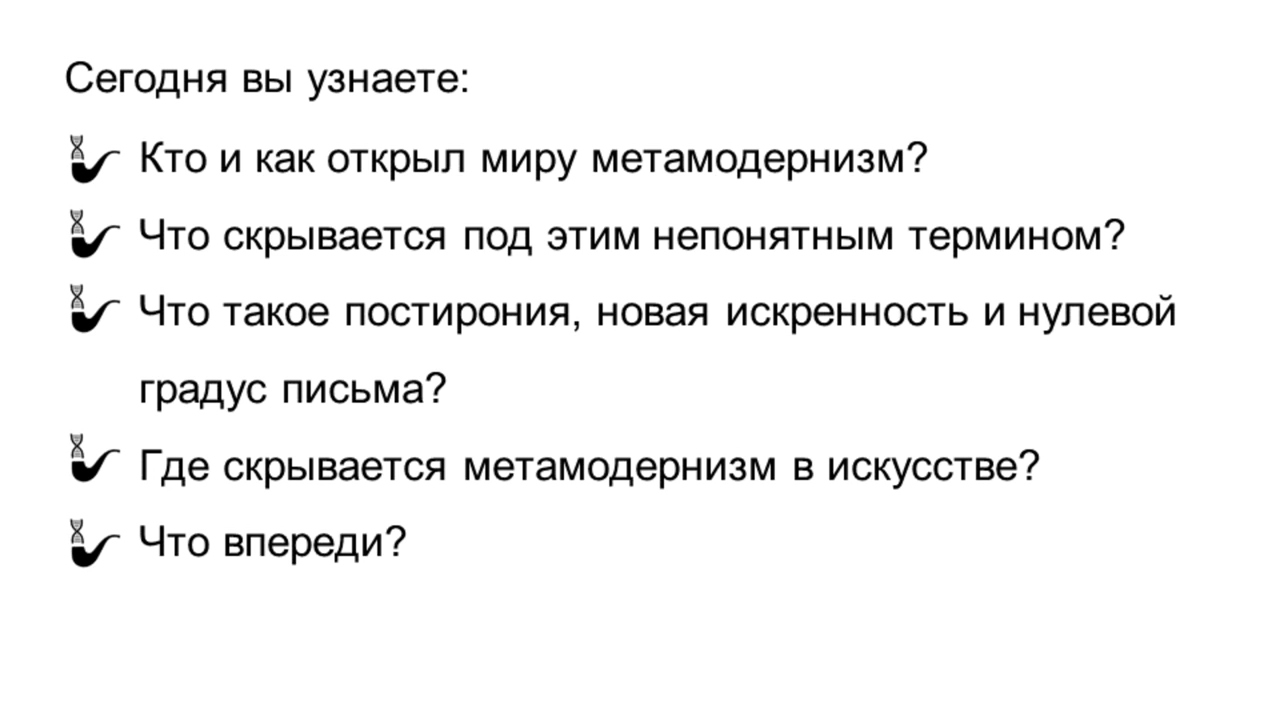 Сегодня вы узнаете:
Кто и как открыл миру метамодернизм?
Что скрывается под этим непонятным термином?
Что такое постирония, новая искренность и нулевой
градус письма?
Где скрывается метамодернизм в искусстве?
Что впереди?